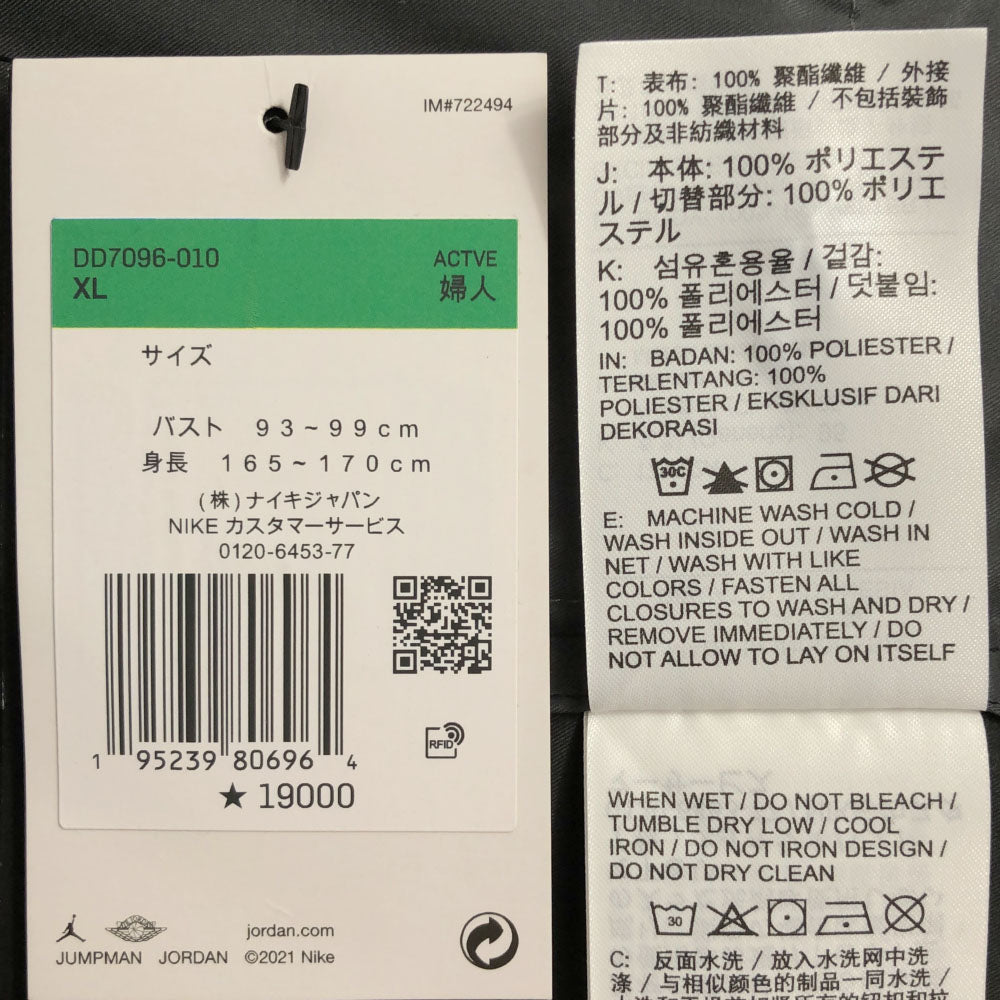 IM#722494
DD7096-010
ACTVE
XL
婦人
サイズ
バスト 93~99cm
身長 165~170cm
(株)ナイキジャパン
NIKE カスタマーサービス
0120-6453-77
1 95239 80696 4
RFID
★ 19000
jordan.com
JUMPMAN JORDAN ©2021 Nike
T: 表布: 100% 聚酯纖維 / 外接
片: 100% 聚酯纖維 / 不包括裝飾
部分及非紡織材料
J: 本体: 100% ポリエステ
ル / 切替部分: 100% ポリエ
ステル
K: 섬유혼용율 / 겉감:
100% 폴리에스터 / 덧붙임:
100% 폴리에스터
IN: BADAN: 100% POLIESTER /
TERLENTANG: 100%
POLIESTER / EKSKLUSIF DARI
DEKORASI
30C
E: MACHINE WASH COLD /
WASH INSIDE OUT / WASH IN
NET / WASH WITH LIKE
COLORS / FASTEN ALL
CLOSURES TO WASH AND DRY /
REMOVE IMMEDIATELY / DO
NOT ALLOW TO LAY ON ITSELF
WHEN WET / DO NOT BLEACH /
TUMBLE DRY LOW / COOL
IRON / DO NOT IRON DESIGN /
DO NOT DRY CLEAN
30
C: 反面水洗 / 放入水洗网中洗
涤 / 与相似颜色的制品一同水洗 /